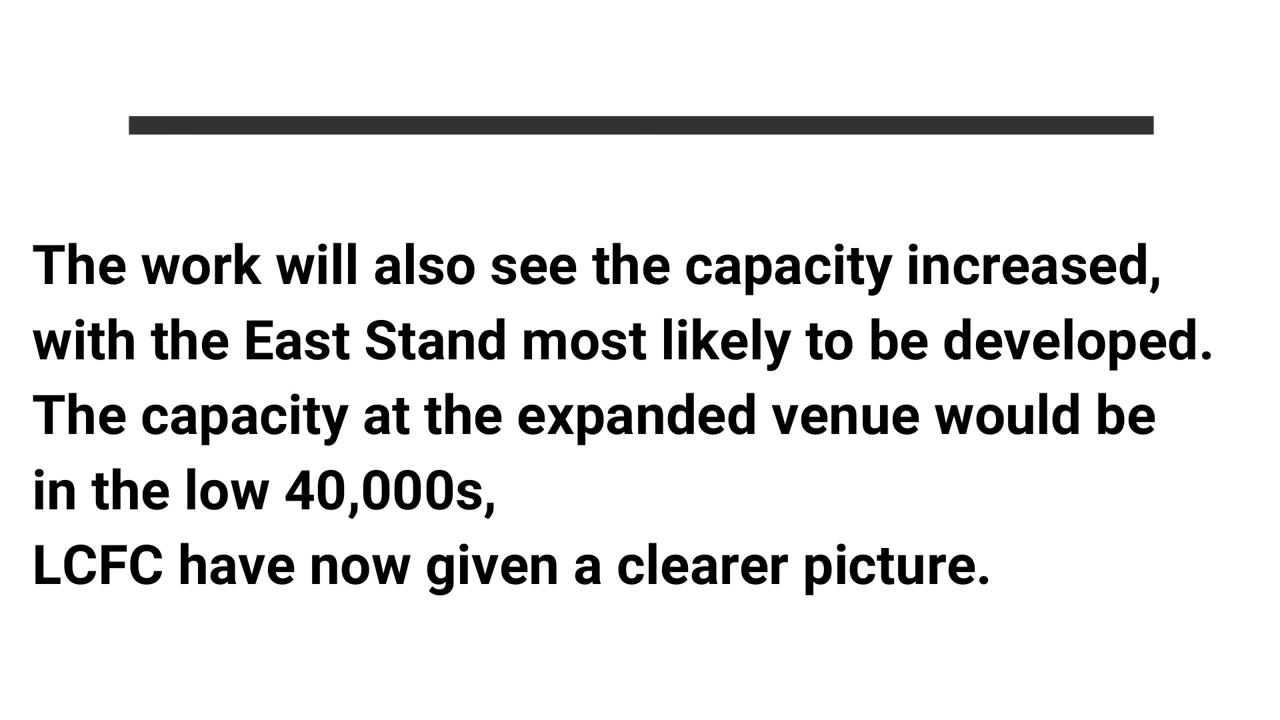 The work will also see the capacity increased,
with the East Stand most likely to be developed.
The capacity at the expanded venue would be
in the low 40,000s,
LCFC have now given a clearer picture.